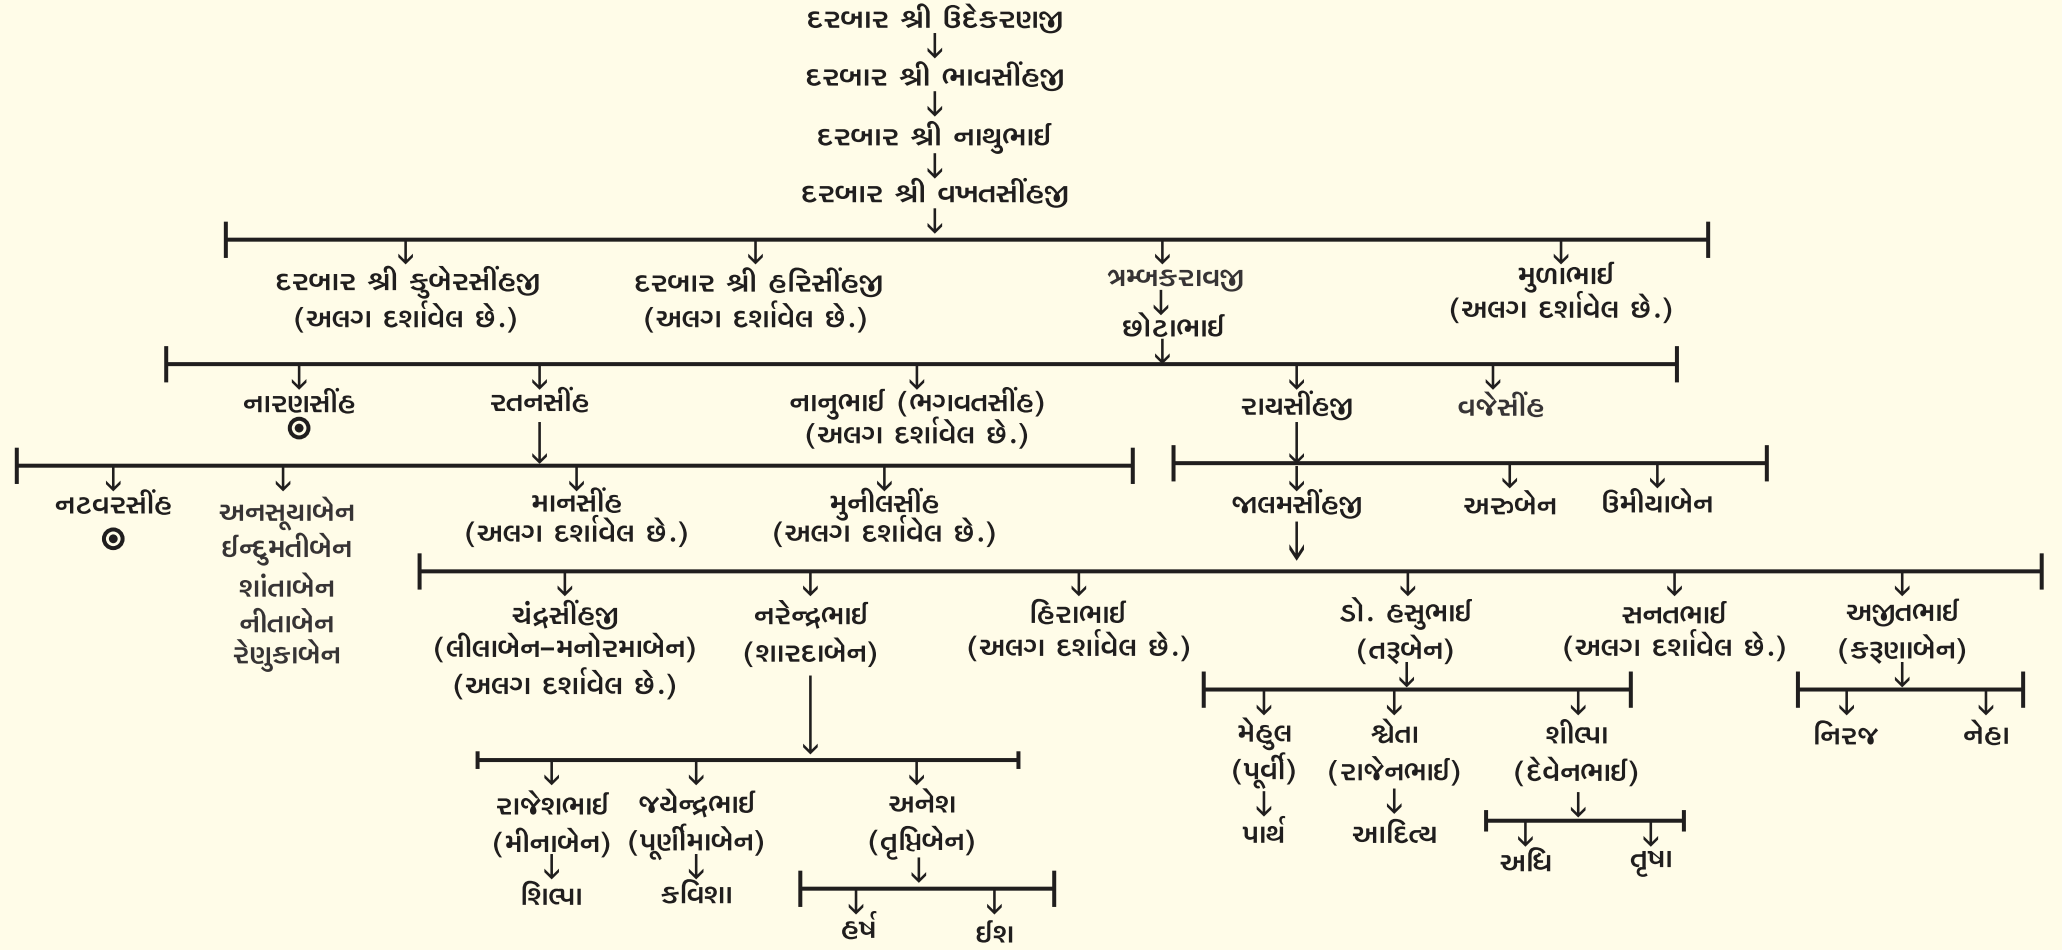 દરબાર શ્રી ઉદેકરણજી
દરબાર શ્રી ભાવસીંહજી
દરબાર શ્રી નાથુભાઈ
દરબાર શ્રી વખતસીંહજી
દરબાર શ્રી કુબેરસીંહજી
(અલગ દર્શાવેલ છે.)
દરબાર શ્રી હરિસીંહજી
(અલગ દર્શાવેલ છે.)
ત્રમ્બકરાવજી
છોટાભાઈ
મુળાભાઈ
(અલગ દર્શાવેલ છે.)
નારણસીંહ
રતનસીંહ
નાનુભાઈ (ભગવતસીંહ)
(અલગ દર્શાવેલ છે.)
રાયસીંહજી
વજેસીંહ
નટવરસીંહ
અનસૂયાબેન
ઈન્દુમતીબેન
શાંતાબેન
નીતાબેન
રેણુકાબેન
માનસીંહ
(અલગ દર્શાવેલ છે.)
મુનીલસીંહ
(અલગ દર્શાવેલ છે.)
જાલમસીંહજી
અરુબેન
ઉમીયાબેન
ચંદ્રસીંહજી
(લીલાબેન–મનોરમાબેન)
(અલગ દર્શાવેલ છે.)
નરેન્દ્રભાઈ
(શારદાબેન)
હિરાભાઈ
(અલગ દર્શાવેલ છે.)
ડો. હસુભાઈ
(તરૂબેન)
સનતભાઈ
(અલગ દર્શાવેલ છે.)
અજીતભાઈ
(કરૂણાબેન)
મેહુલ
(પૂર્વી)
પાર્થ
શ્વેતા
(રાજેનભાઈ)
આદિત્ય
શીલ્પા
(દેવેનભાઈ)
અધિ
તૃષા
નિરજ
નેહા
રાજેશભાઈ
(મીનાબેન)
શિલ્પા
જયેન્દ્રભાઈ
(પૂર્ણીમાબેન)
કવિશા
અનેશ
(તૃપ્તિબેન)
હર્ષ
ઈશ